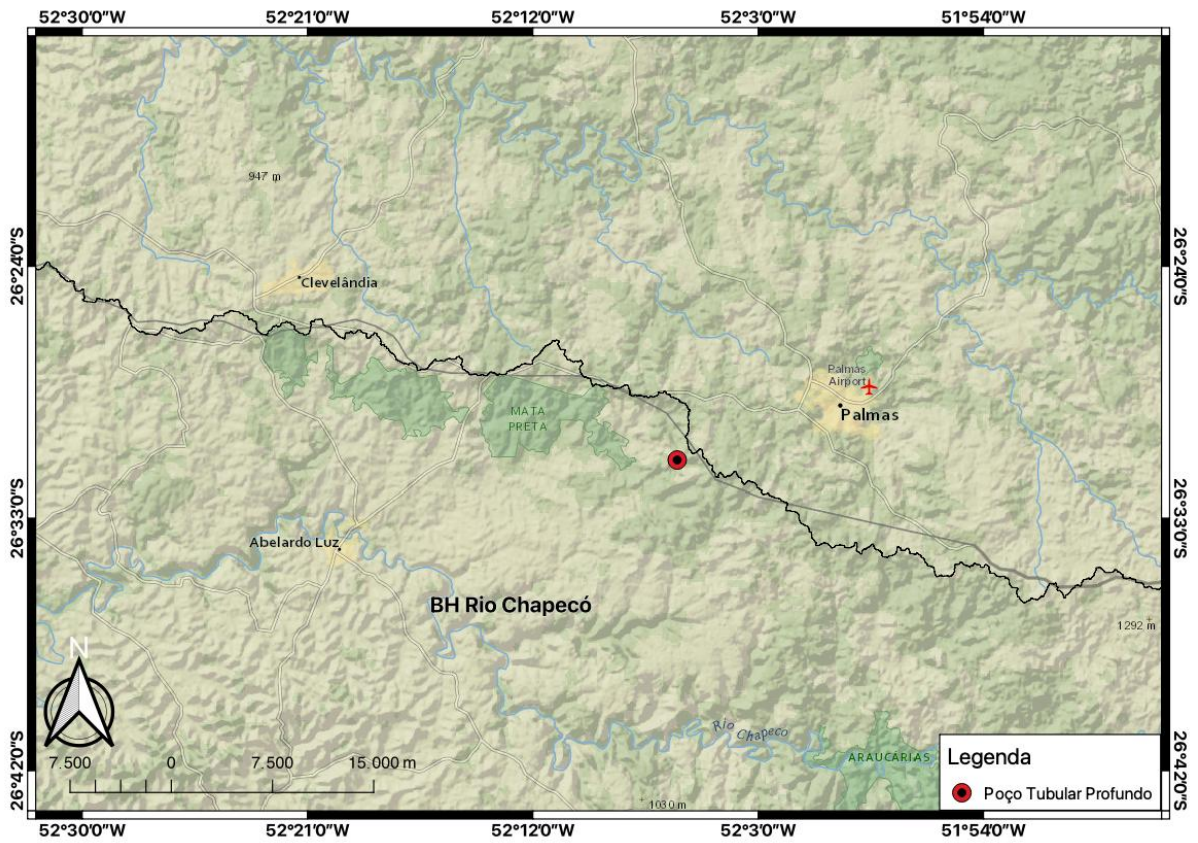 52°30'0"W 52°21'0"W 52°12'0"W 52°3'0"W 51°54'0"W
947 m
26°24'0"S
26°24'0"S
Clevelândia
Palmas
Airport
Palmas
MATA
PRETA
26°33'0"S
26°33'0"S
Abelardo Luz
BH Rio Chapecó
1292 m
N
Rio Chapeco
ARAUCÁRIAS
26°42'0"S
26°42'0"S
7.500 0 7.500 15.000 m
Legenda
Poço Tubular Profundo
1030 m
52°30'0"W 52°21'0"W 52°12'0"W 52°3'0"W 51°54'0"W